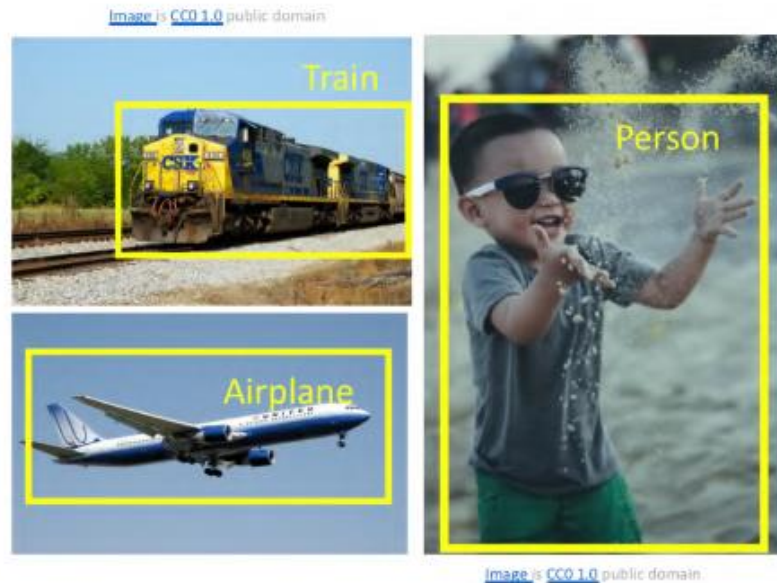 Image is CC0 1.0 public domain
Train
CSX
Person
Airplane
UNITED
Image is CC0 1.0 public domain.